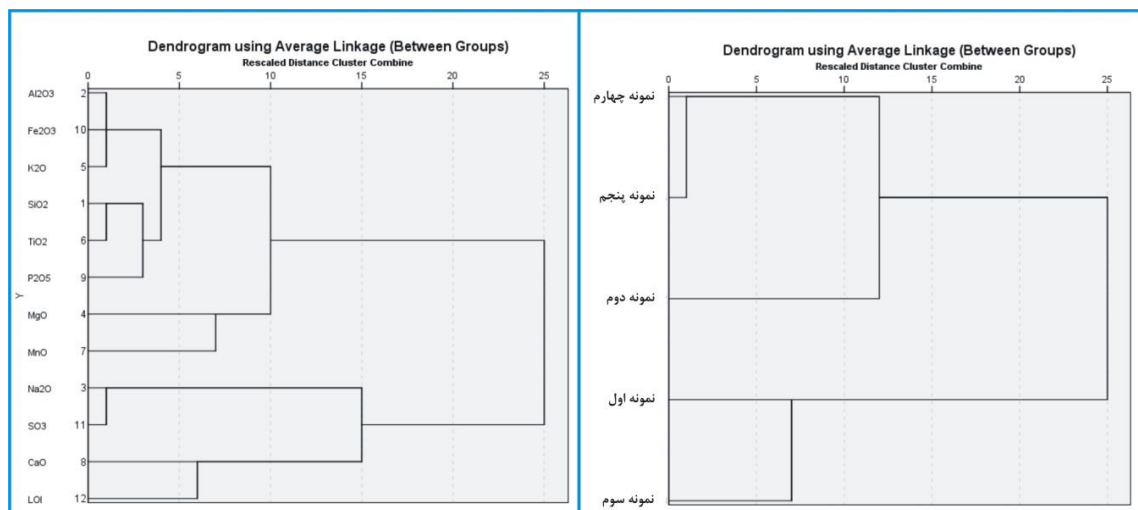 Dendrogram using Average Linkage (Between Groups)
Rescaled Distance Cluster Combine
0 5 10 15 20 25
Al2O3 2
Fe2O3 10
K2O 5
SiO2 1
TiO2 6
P2O5 9
Y
MgO 4
MnO 7
Na2O 3
SO3 11
CaO 8
LOI 12
Dendrogram using Average Linkage (Between Groups)
Rescaled Distance Cluster Combine
0 5 10 15 20 25
نمونه چهارم
نمونه پنجم
نمونه دوم
نمونه اول
نمونه سوم